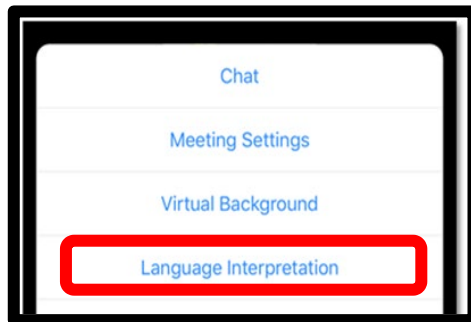 Chat
Meeting Settings
Virtual Background
Language Interpretation